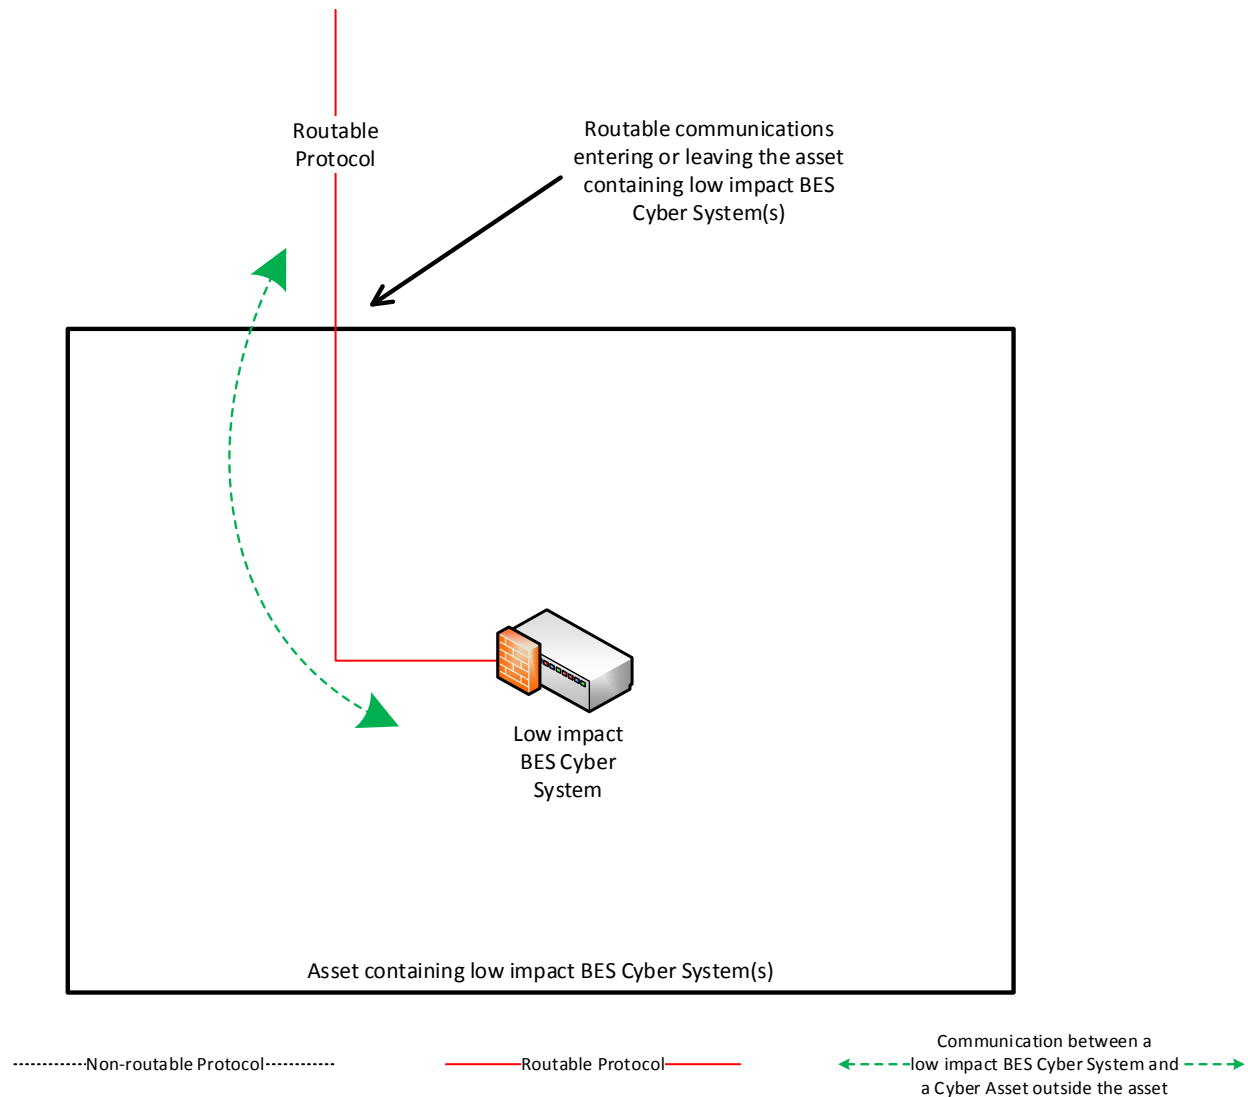 Routable
Protocol
Routable communications
entering or leaving the asset
containing low impact BES
Cyber System(s)
Low impact
BES Cyber
System
Asset containing low impact BES Cyber System(s)
Non-routable Protocol
Routable Protocol
Communication between a
low impact BES Cyber System and
a Cyber Asset outside the asset